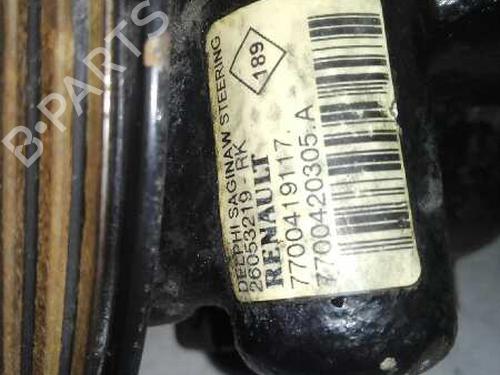 B-PARTS
189
DELPHI SAGINAW STEERING
26053219 - RK
RENAULT
7700419117.
7700420305.A